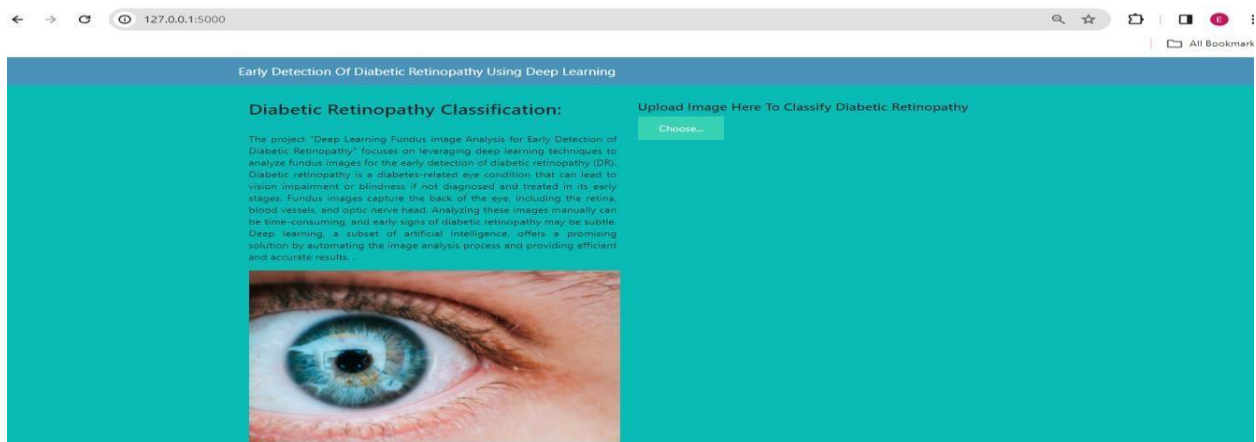 127.0.0.1:5000
E
All Bookmark
Early Detection Of Diabetic Retinopathy Using Deep Learning
Diabetic Retinopathy Classification:
The project "Deep Learning Fundus Image Analysis for Early Detection of
Diabetic Retinopathy" focuses on leveraging deep learning techniques to
analyze fundus images for the early detection of diabetic retinopathy (DR).
Diabetic retinopathy is a diabetes-related eye condition that can lead to
vision impairment or blindness if not diagnosed and treated in its early
stages. Fundus images capture the back of the eye, including the retina,
blood vessels, and optic nerve head. Analyzing these images manually can
be time-consuming, and early signs of diabetic retinopathy may be subtle.
Deep learning, a subset of artificial intelligence, offers a promising
solution by automating the image analysis process and providing efficient
and accurate results. .
Upload Image Here To Classify Diabetic Retinopathy
Choose...